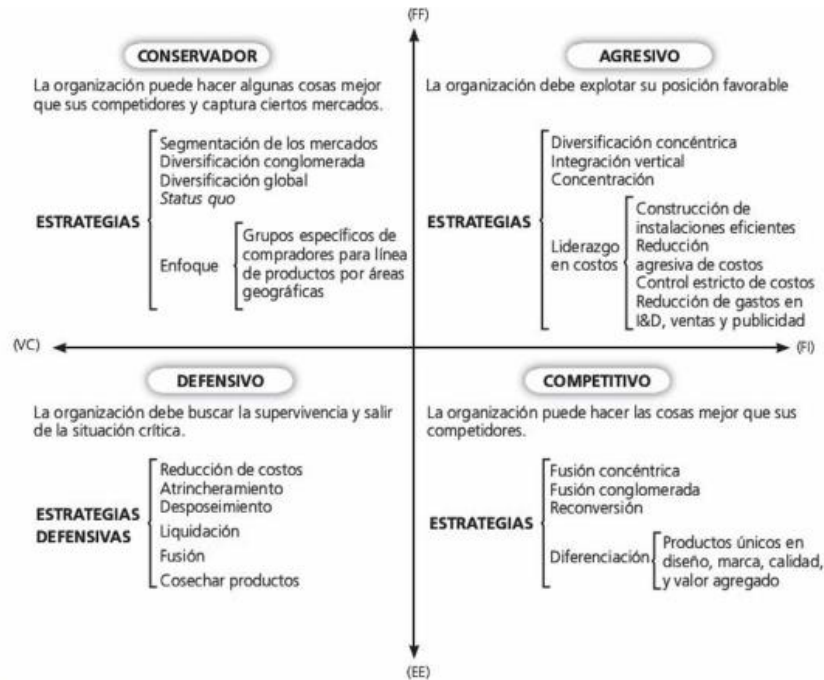 (FF)
CONSERVADOR
La organización puede hacer algunas cosas mejor
que sus competidores y captura ciertos mercados.
ESTRATEGIAS
Segmentación de los mercados
Diversificación conglomerada
Diversificación global
Status quo
Enfoque
Grupos específicos de
compradores para línea
de productos por áreas
geográficas
AGRESIVO
La organización debe explotar su posición favorable
ESTRATEGIAS
Diversificación concéntrica
Integración vertical
Concentración
Liderazgo
en costos
Construcción de
instalaciones eficientes
Reducción
agresiva de costos
Control estricto de costos
Reducción de gastos en
I&D, ventas y publicidad
(VC)
(FI)
DEFENSIVO
La organización debe buscar la supervivencia y salir
de la situación crítica.
ESTRATEGIAS
DEFENSIVAS
Reducción de costos
Atrincheramiento
Desposeimiento
Liquidación
Fusión
Cosechar productos
COMPETITIVO
La organización puede hacer las cosas mejor que sus
competidores.
ESTRATEGIAS
Fusión concéntrica
Fusión conglomerada
Reconversión
Diferenciación
Productos únicos en
diseño, marca, calidad,
y valor agregado
(EE)